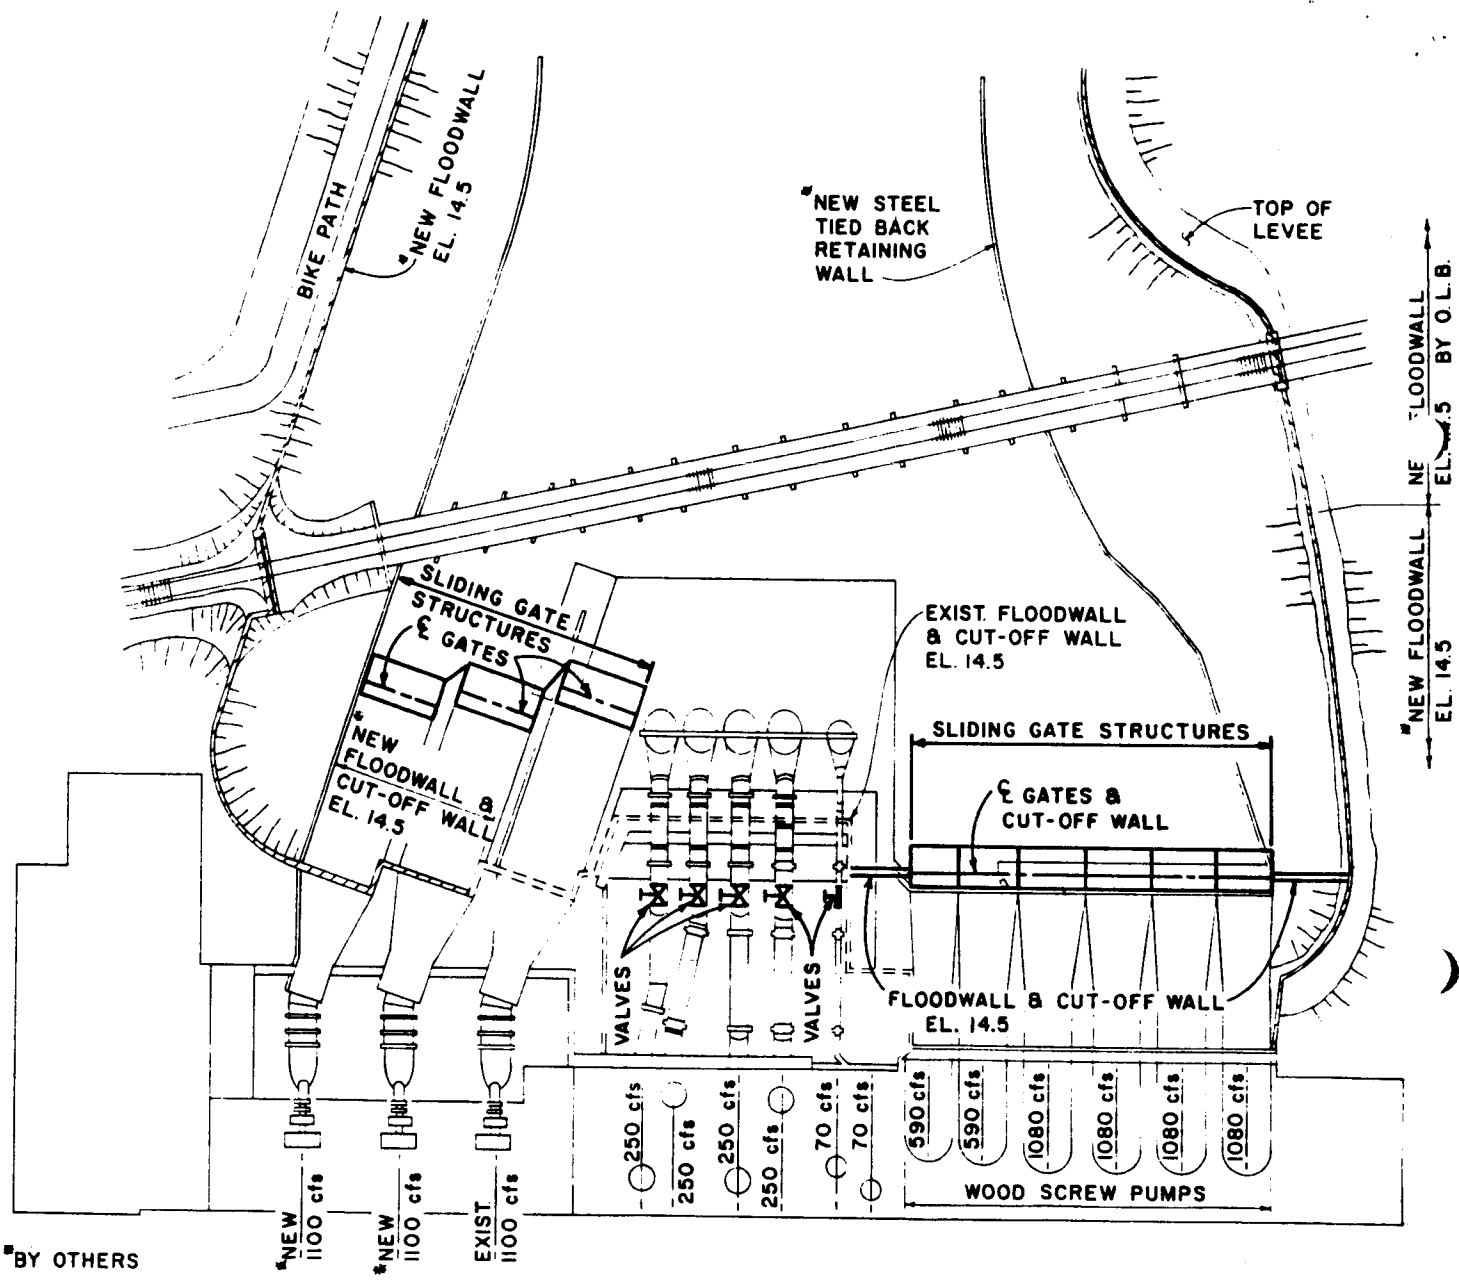 *NEW FLOODWALL
EL. 14.5
BIKE PATH
*NEW STEEL
TIED BACK
RETAINING
WALL
TOP OF
LEVEE
NE FLOODWALL
EL. 14.5 BY O.L.B.
*NEW FLOODWALL
EL. 14.5
SLIDING GATE
STRUCTURES
℄ GATES
EXIST. FLOODWALL
& CUT-OFF WALL
EL. 14.5
*NEW
FLOODWALL &
CUT-OFF WALL
EL. 14.5
SLIDING GATE STRUCTURES
℄ GATES &
CUT-OFF WALL
VALVES
VALVES
FLOODWALL & CUT-OFF WALL
EL. 14.5
250 cfs
250 cfs
250 cfs
250 cfs
70 cfs
70 cfs
590 cfs
590 cfs
1080 cfs
1080 cfs
1080 cfs
1080 cfs
WOOD SCREW PUMPS
*NEW
1100 cfs
*NEW
1100 cfs
EXIST.
1100 cfs
*BY OTHERS